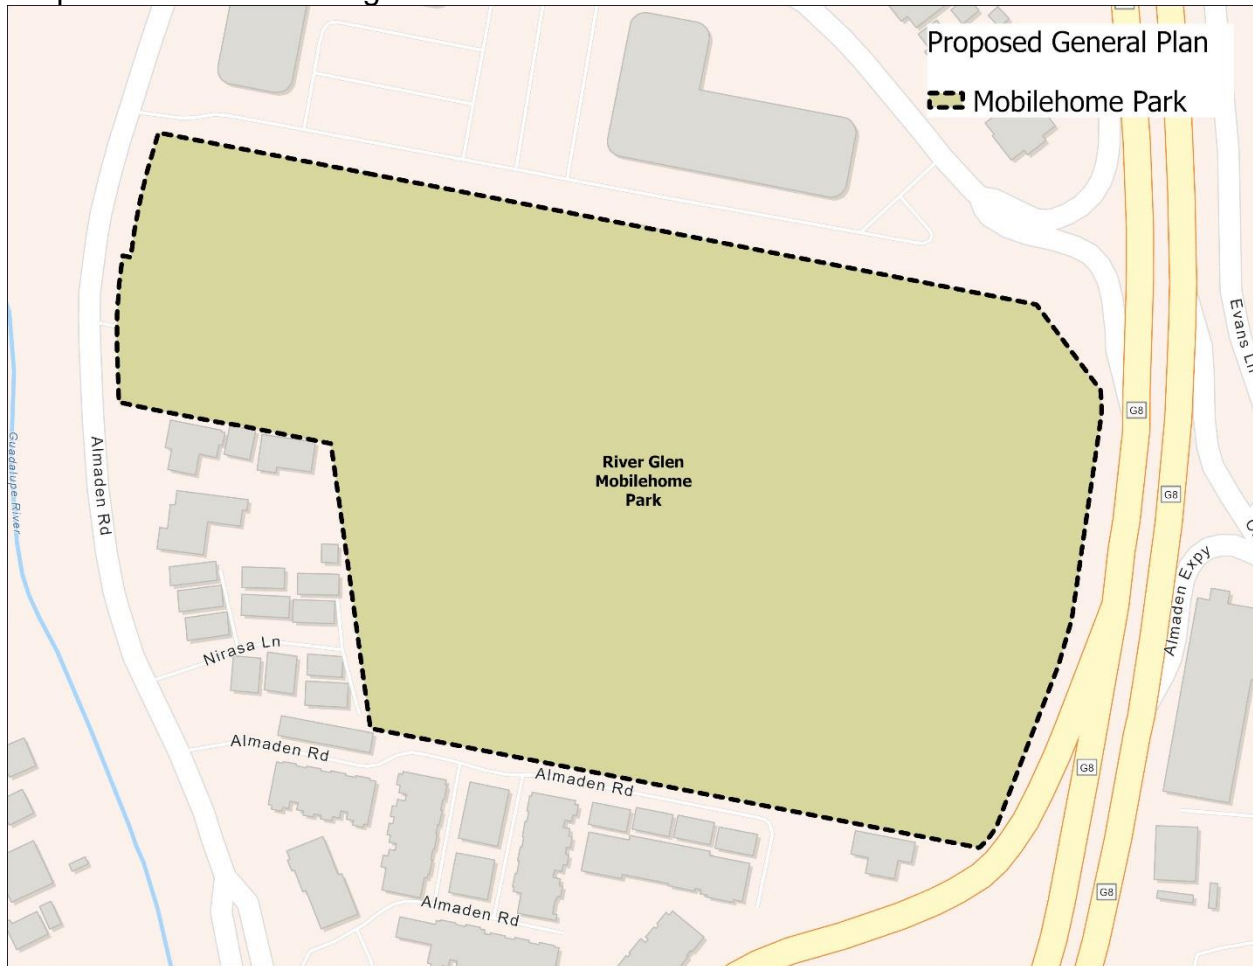 Proposed General Plan
Mobilehome Park
G8
Evans Ln
River Glen
Mobilehome
Park
G8
Guadalupe River
Almaden Rd
Almaden Expy
Nirasa Ln
Almaden Rd
Almaden Rd
G8
G8
Almaden Rd